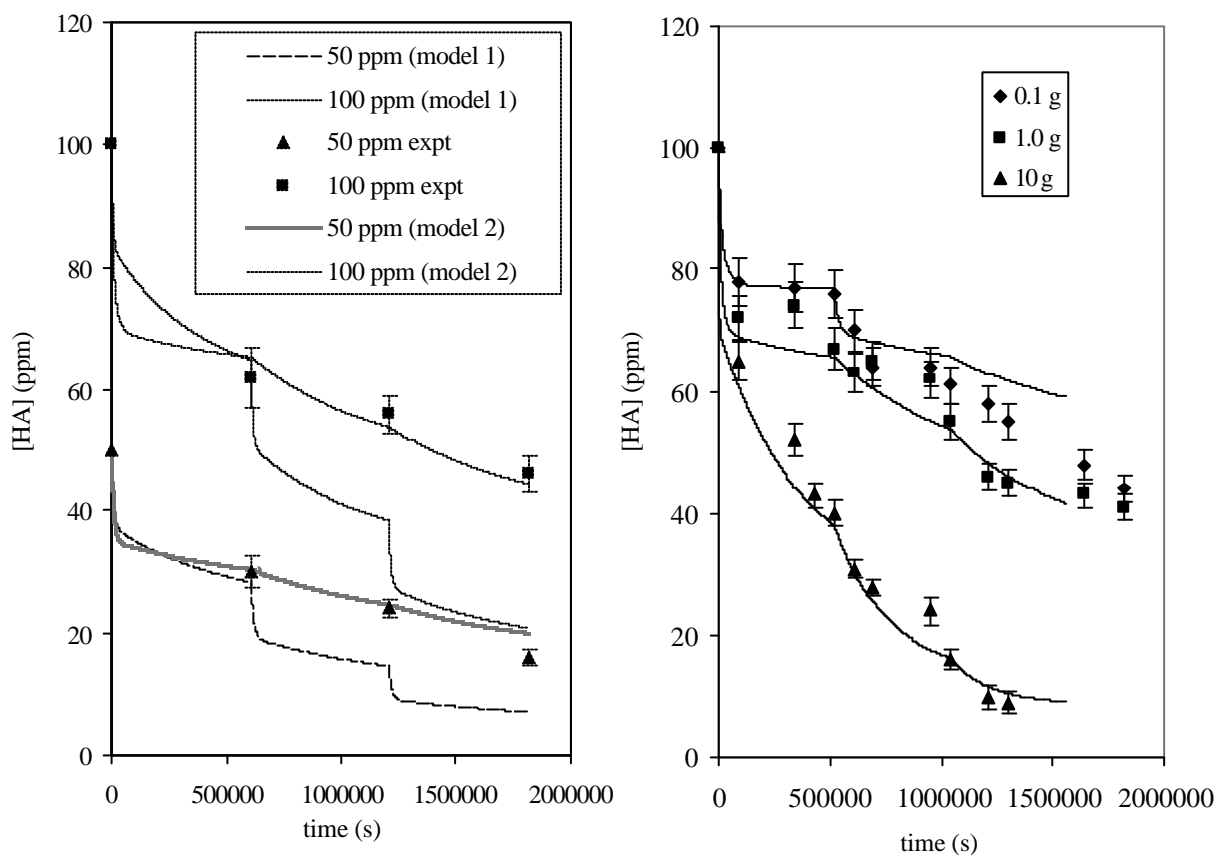 120
100
80
60
40
20
0
[HA] (ppm)
50 ppm (model 1)
100 ppm (model 1)
50 ppm expt
100 ppm expt
50 ppm (model 2)
100 ppm (model 2)
0
500000
1000000
1500000
2000000
time (s)
120
100
80
60
40
20
0
[HA] (ppm)
0.1 g
1.0 g
10 g
0
500000
1000000
1500000
2000000
time (s)